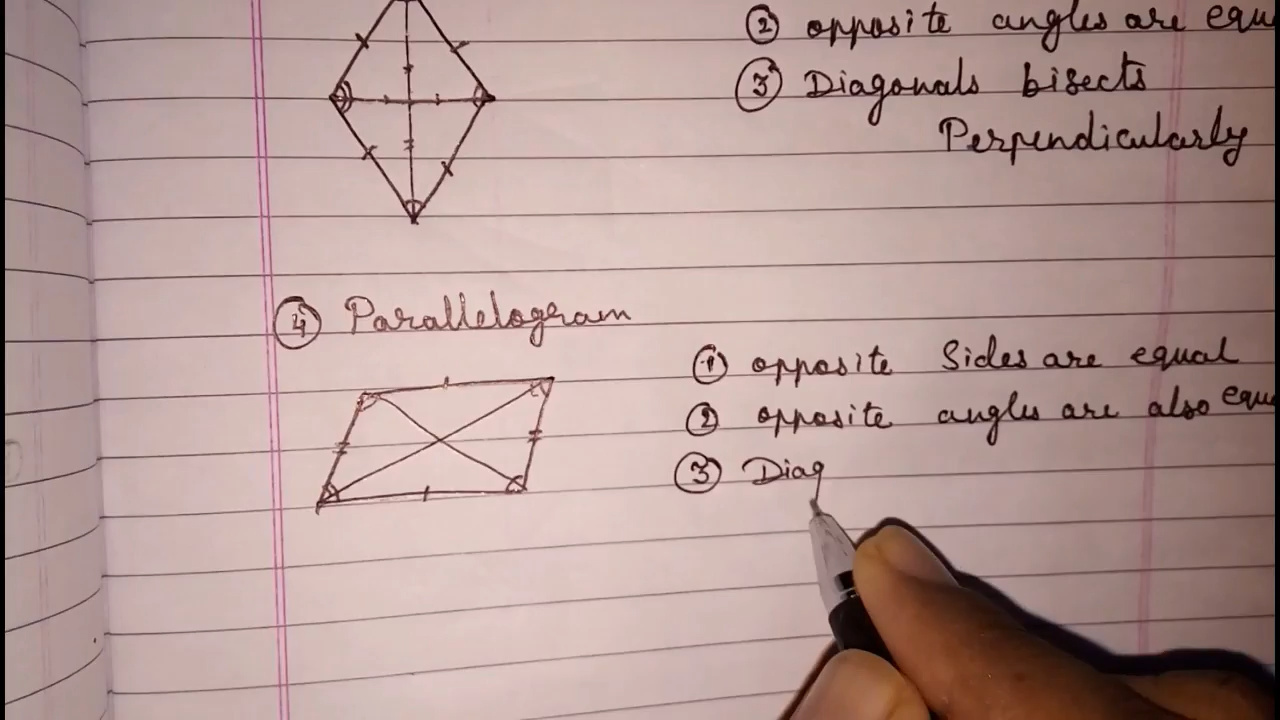 ② opposite angles are equ
③ Diagonals bisects
Perpendicularly
④ Parallelogram
① opposite Sides are equal
② opposite angles are also equ
③ Diag